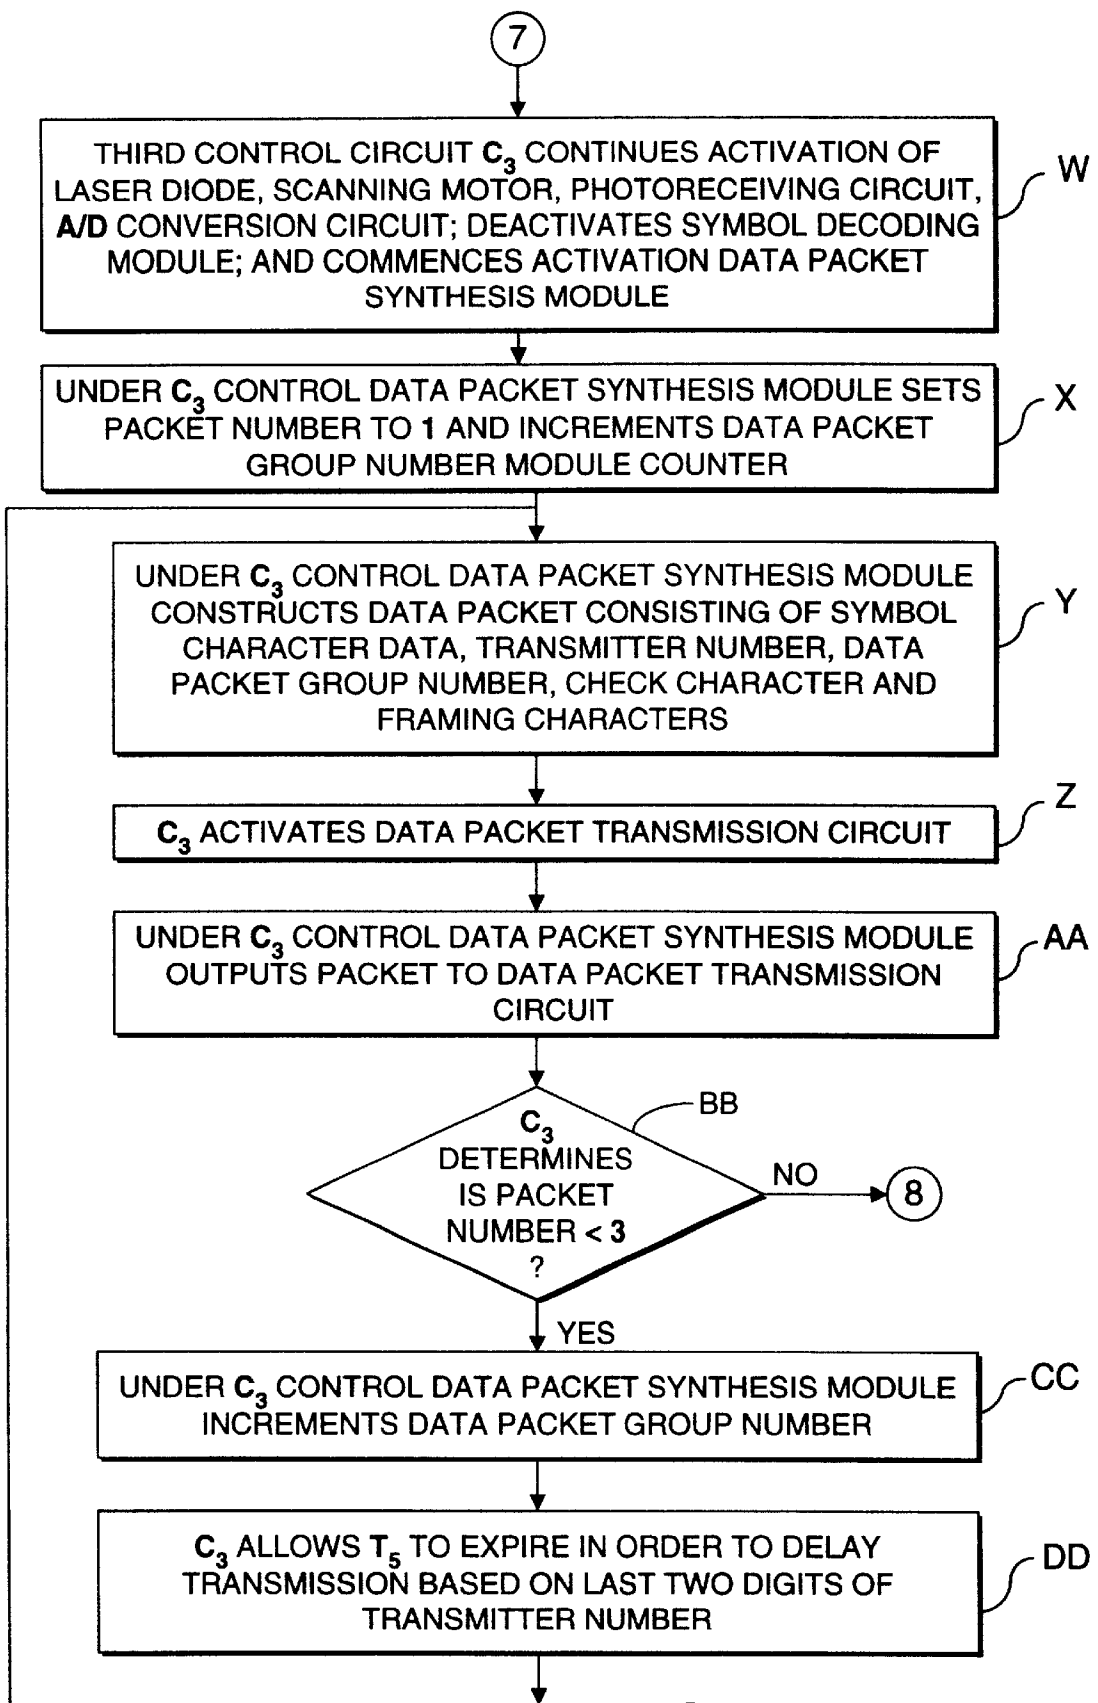 7
THIRD CONTROL CIRCUIT C3 CONTINUES ACTIVATION OF
LASER DIODE, SCANNING MOTOR, PHOTORECEIVING CIRCUIT,
A/D CONVERSION CIRCUIT; DEACTIVATES SYMBOL DECODING
MODULE; AND COMMENCES ACTIVATION DATA PACKET
SYNTHESIS MODULE
W
UNDER C3 CONTROL DATA PACKET SYNTHESIS MODULE SETS
PACKET NUMBER TO 1 AND INCREMENTS DATA PACKET
GROUP NUMBER MODULE COUNTER
X
UNDER C3 CONTROL DATA PACKET SYNTHESIS MODULE
CONSTRUCTS DATA PACKET CONSISTING OF SYMBOL
CHARACTER DATA, TRANSMITTER NUMBER, DATA
PACKET GROUP NUMBER, CHECK CHARACTER AND
FRAMING CHARACTERS
Y
C3 ACTIVATES DATA PACKET TRANSMISSION CIRCUIT
Z
UNDER C3 CONTROL DATA PACKET SYNTHESIS MODULE
OUTPUTS PACKET TO DATA PACKET TRANSMISSION
CIRCUIT
AA
C3
DETERMINES
IS PACKET
NUMBER < 3
?
BB
NO
8
YES
UNDER C3 CONTROL DATA PACKET SYNTHESIS MODULE
INCREMENTS DATA PACKET GROUP NUMBER
CC
C3 ALLOWS T5 TO EXPIRE IN ORDER TO DELAY
TRANSMISSION BASED ON LAST TWO DIGITS OF
TRANSMITTER NUMBER
DD